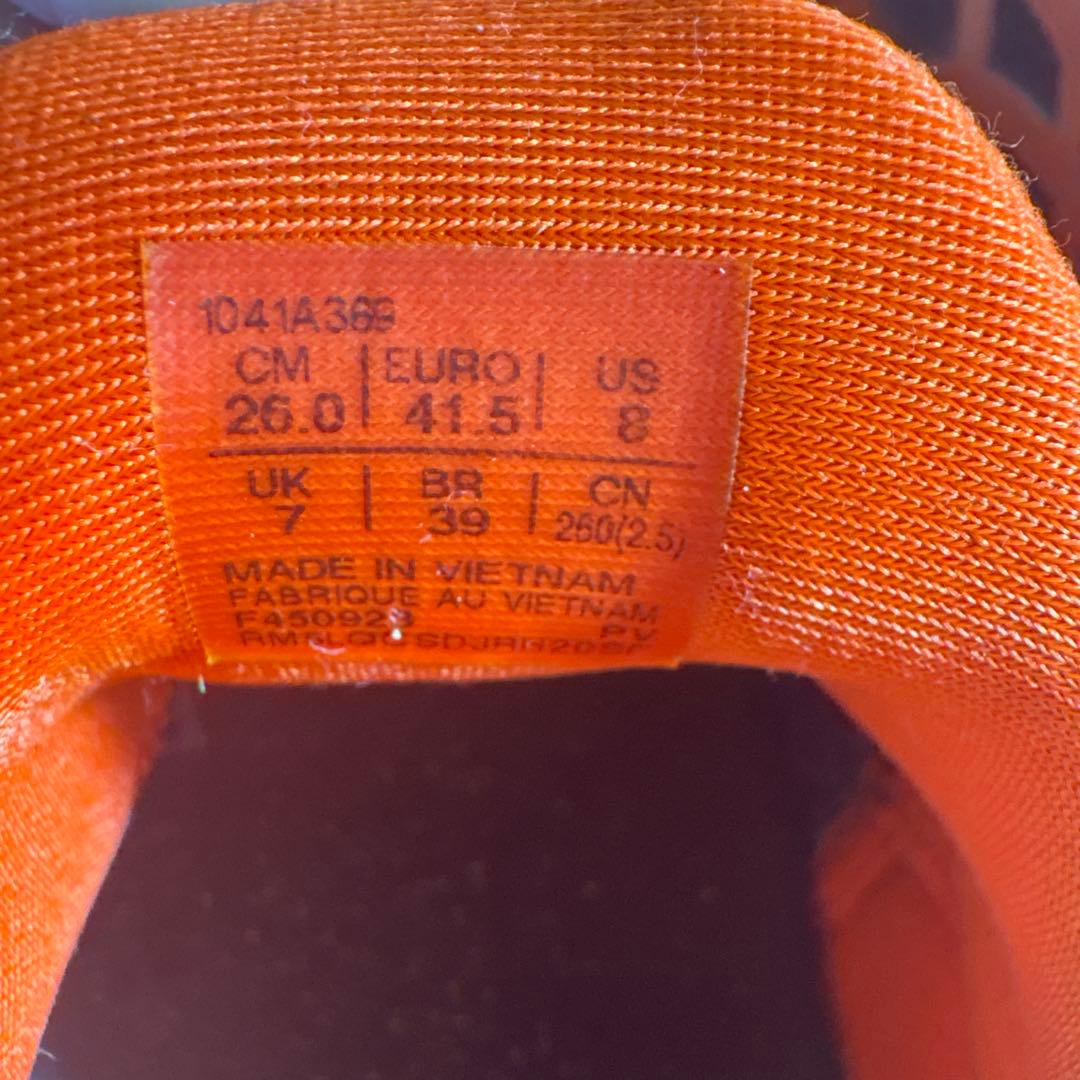 1041A369
CM | EURO | US
26.0 | 41.5 | 8
UK | BR | CN
7 | 39 | 260(2.5)
MADE IN VIETNAM
FABRIQUE AU VIETNAM
F450923 PV